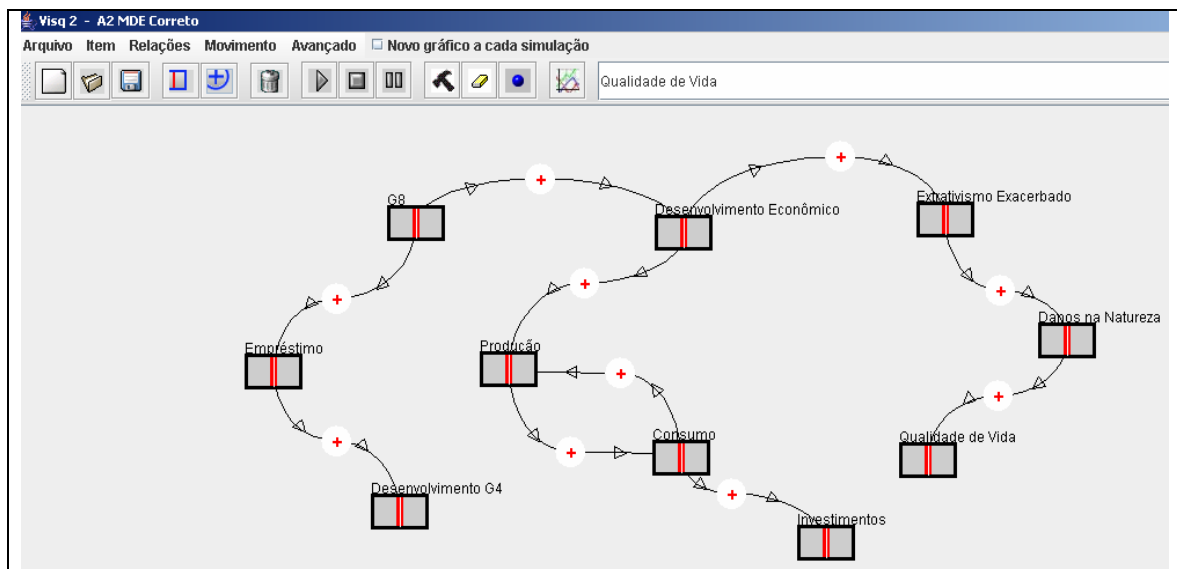 Visq 2 - A2 MDE Correto
Arquivo Item Relações Movimento Avançado Novo gráfico a cada simulação
Qualidade de Vida
G8
Desenvolvimento Econômico
Extrativismo Exacerbado
Empréstimo
Produção
Danos na Natureza
Consumo
Qualidade de Vida
Desenvolvimento G4
Investimentos